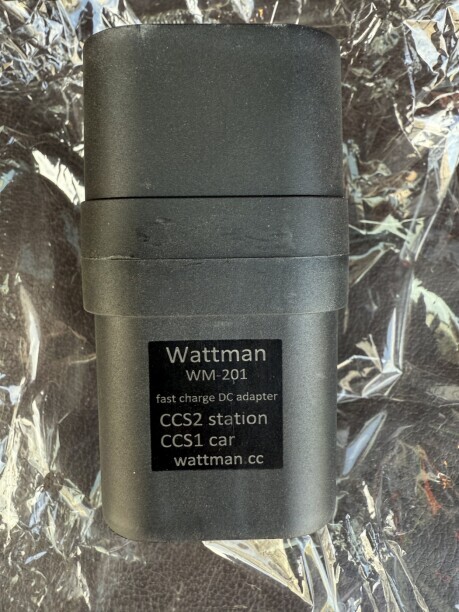 Wattman
WM-201
fast charge DC adapter
CCS2 station
CCS1 car
wattman.cc